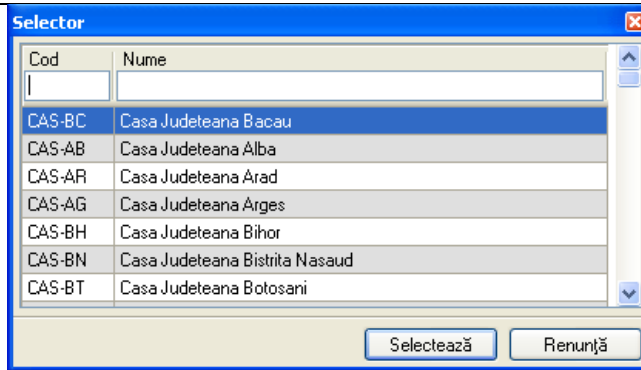 Selector
Cod Nume
CAS-BC Casa Judeteana Bacau
CAS-AB Casa Judeteana Alba
CAS-AR Casa Judeteana Arad
CAS-AG Casa Judeteana Arges
CAS-BH Casa Judeteana Bihor
CAS-BN Casa Judeteana Bistrita Nasaud
CAS-BT Casa Judeteana Botosani
Selectează Renunţă